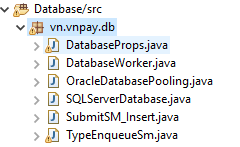 Database/src
vn.vnpay.db
DatabaseProps.java
DatabaseWorker.java
OracleDatabasePooling.java
SQLServerDatabase.java
SubmitSM_Insert.java
TypeEnqueueSm.java